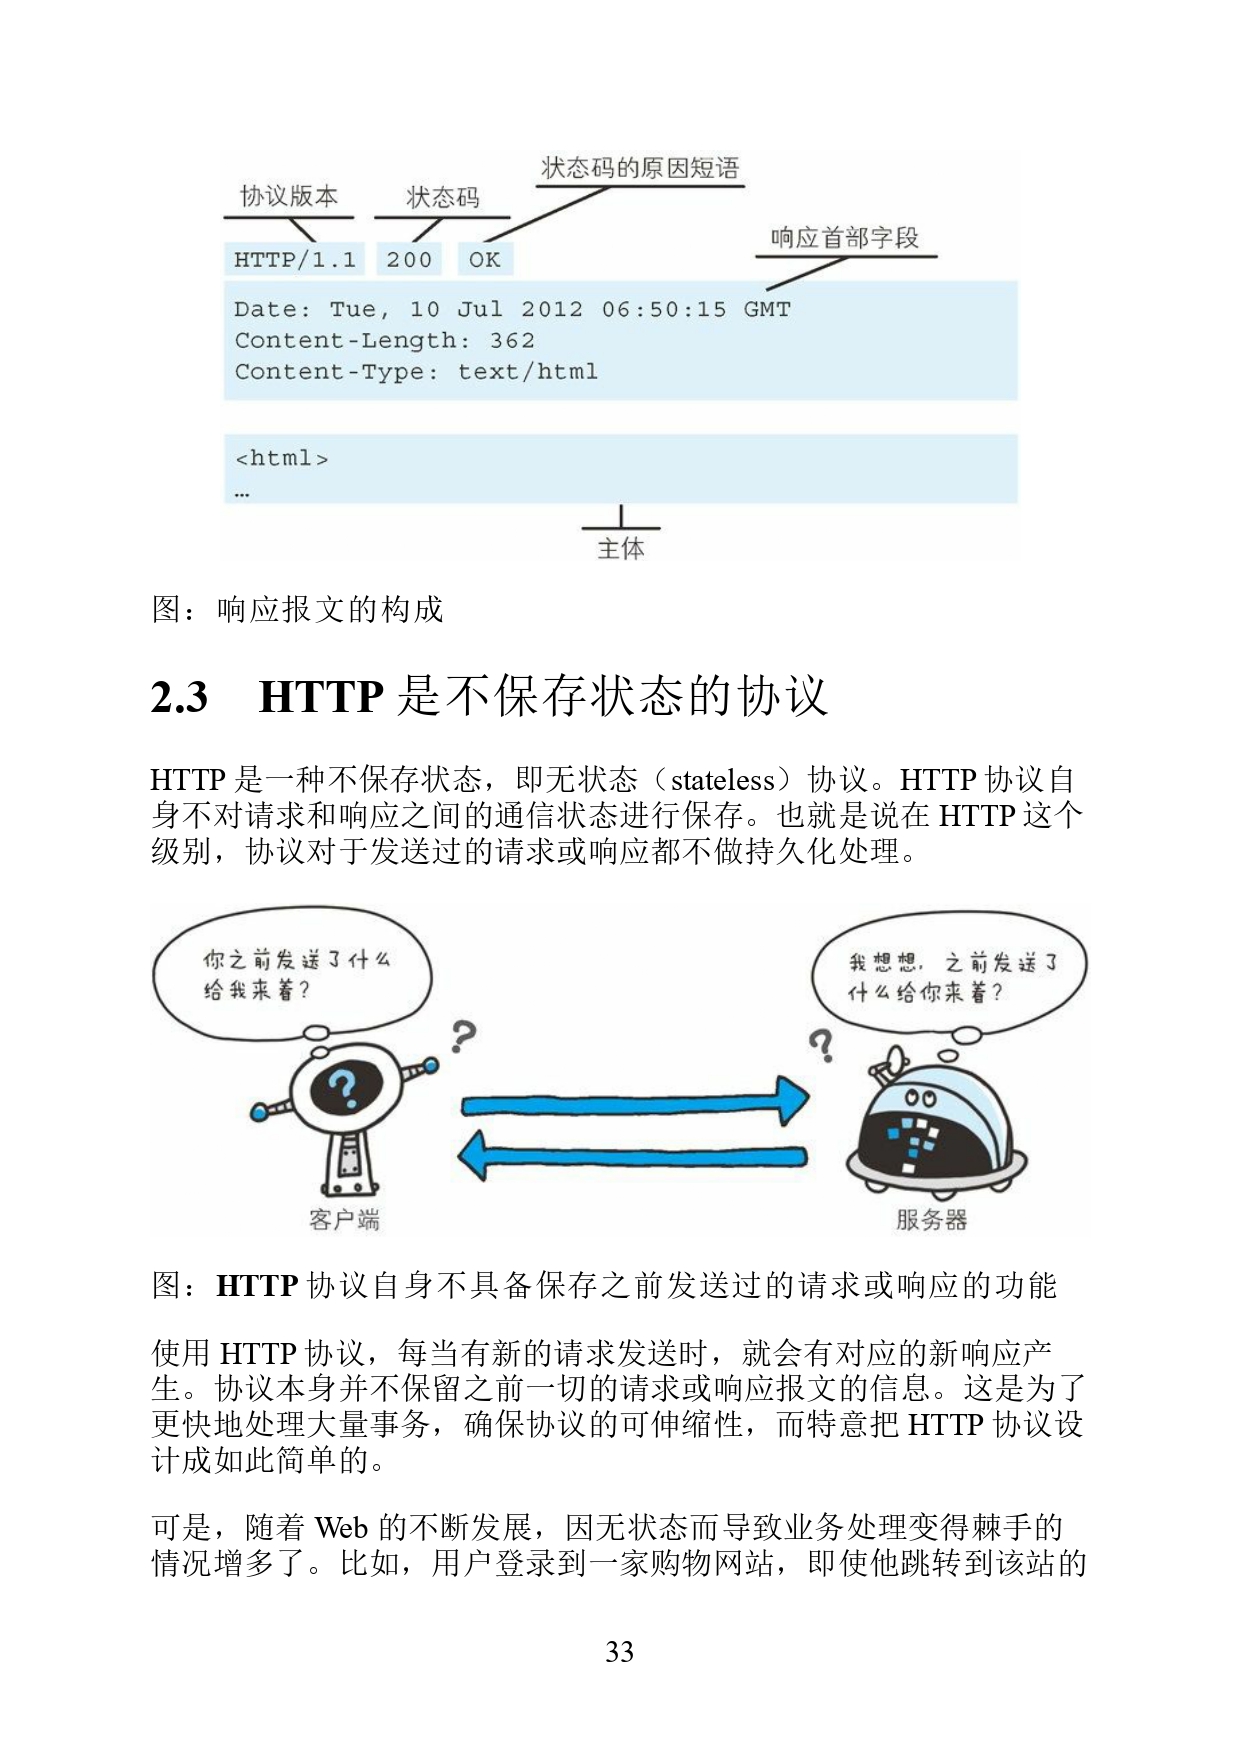 状态码的原因短语
协议版本 状态码
响应首部字段
HTTP/1.1 200 OK
Date: Tue, 10 Jul 2012 06:50:15 GMT
Content-Length: 362
Content-Type: text/html
<html>
…
主体
图：响应报文的构成
2.3 HTTP 是不保存状态的协议
HTTP 是一种不保存状态，即无状态（stateless）协议。HTTP 协议自
身不对请求和响应之间的通信状态进行保存。也就是说在 HTTP 这个
级别，协议对于发送过的请求或响应都不做持久化处理。
你之前发送了什么
给我来着？
我想想，之前发送了
什么给你来着？
?
?
?
客户端
服务器
图：HTTP 协议自身不具备保存之前发送过的请求或响应的功能
使用 HTTP 协议，每当有新的请求发送时，就会有对应的新响应产
生。协议本身并不保留之前一切的请求或响应报文的信息。这是为了
更快地处理大量事务，确保协议的可伸缩性，而特意把 HTTP 协议设
计成如此简单的。
可是，随着 Web 的不断发展，因无状态而导致业务处理变得棘手的
情况增多了。比如，用户登录到一家购物网站，即使他跳转到该站的
33